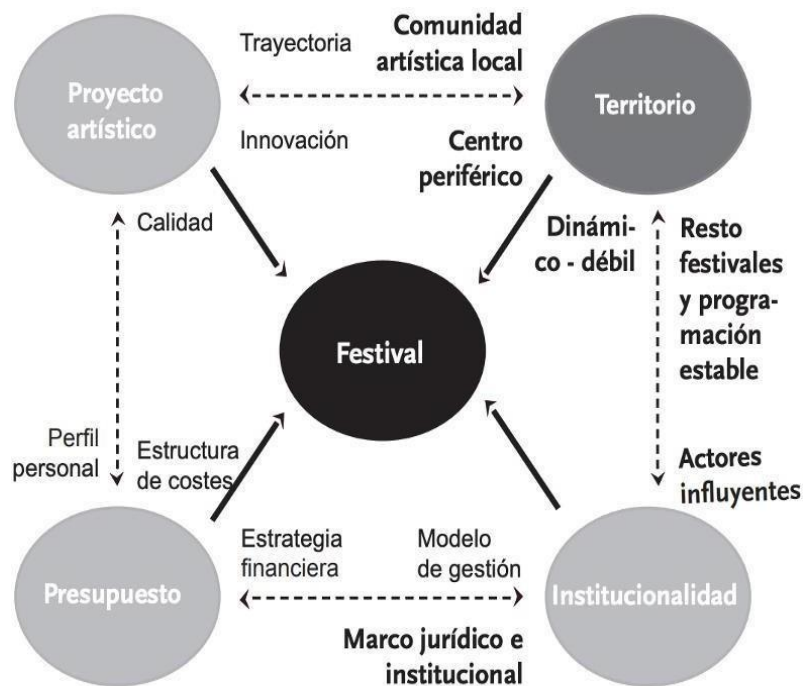 Trayectoria
Comunidad
artística local
Proyecto
artístico
Territorio
Innovación
Centro
periférico
Calidad
Dinámi-
co - débil
Resto
festivales
y progra-
mación
estable
Festival
Perfil
personal
Estructura
de costes
Actores
influyentes
Presupuesto
Estrategia
financiera
Modelo
de gestión
Institucionalidad
Marco jurídico e
institucional